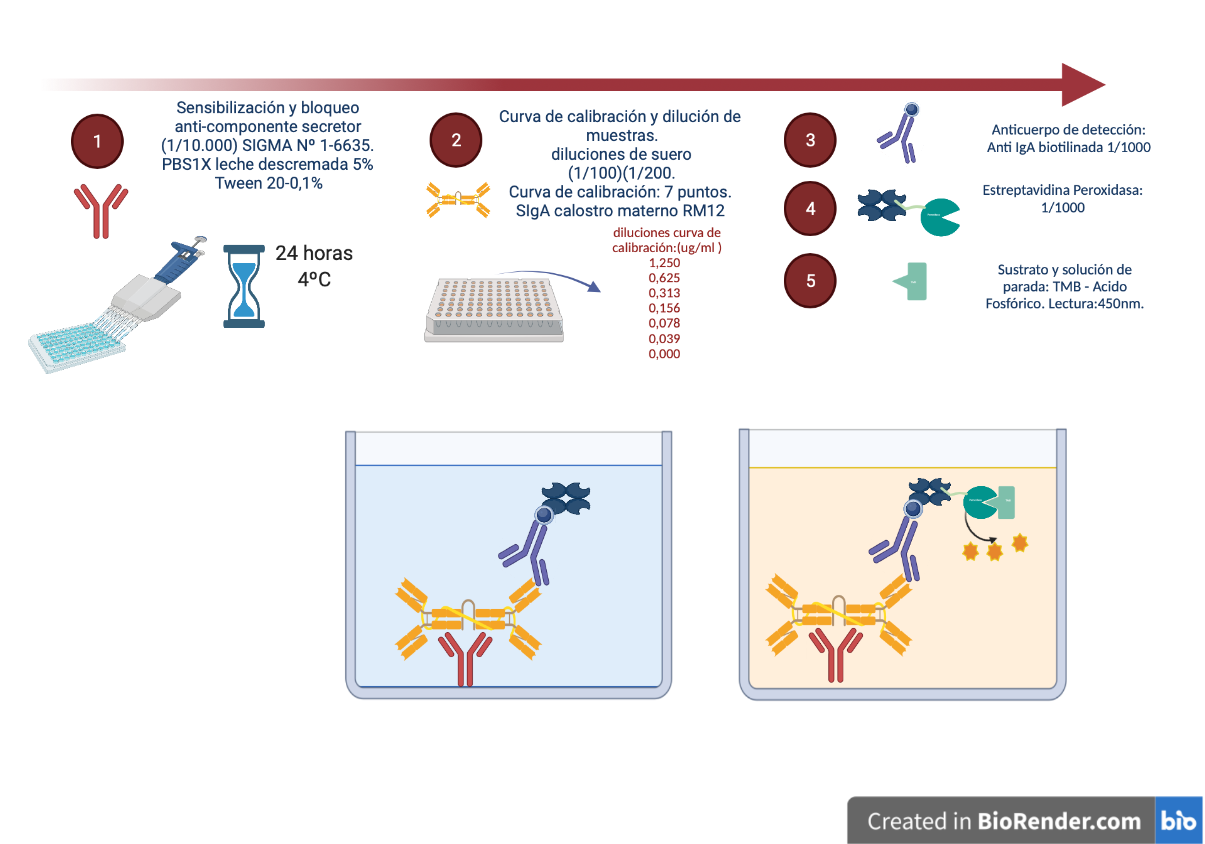 1
Sensibilización y bloqueo
anti-componente secretor
(1/10.000) SIGMA Nº 1-6635.
PBS1X leche descremada 5%
Tween 20-0,1%
24 horas
4ºC
2
Curva de calibración y dilución de
muestras.
diluciones de suero
(1/100)(1/200.
Curva de calibración: 7 puntos.
SIgA calostro materno RM12
diluciones curva de
calibración:(ug/ml )
1,250
0,625
0,313
0,156
0,078
0,039
0,000
3
Anticuerpo de detección:
Anti IgA biotilinada 1/1000
4
Estreptavidina Peroxidasa:
1/1000
5
Sustrato y solución de
parada: TMB - Acido
Fosfórico. Lectura:450nm.
Created in BioRender.com bio